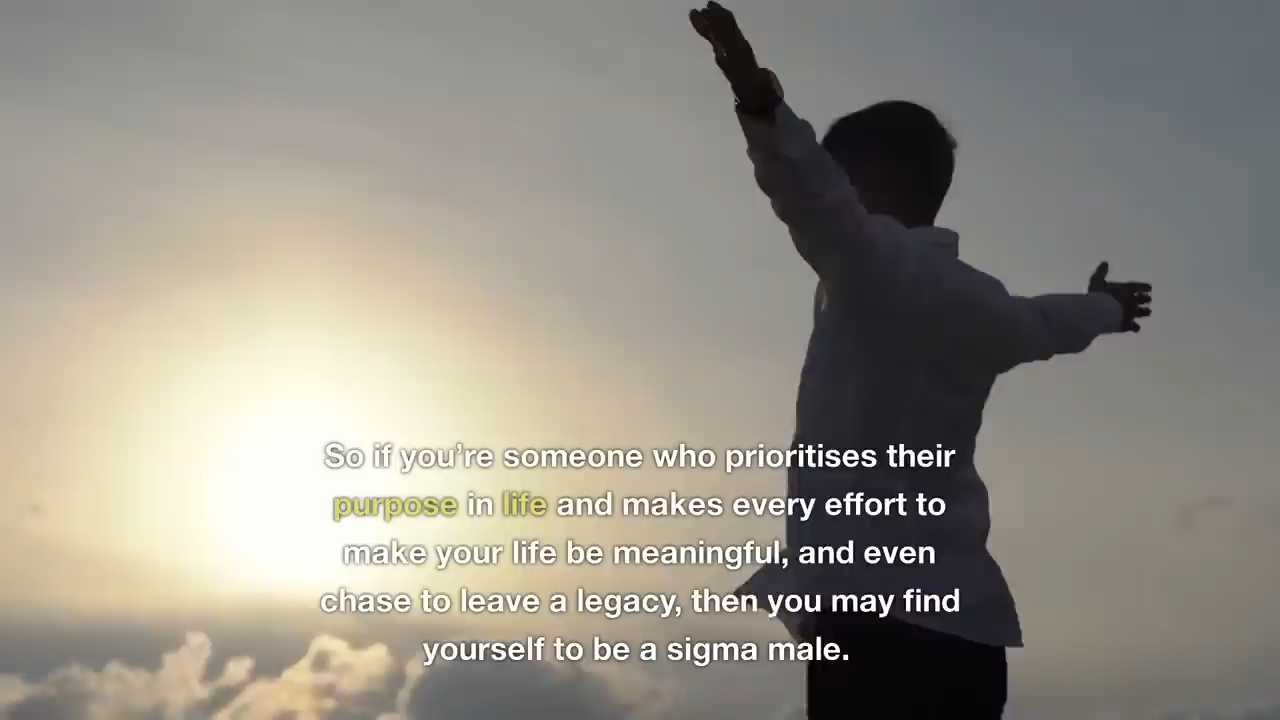 So if you're someone who prioritises their
purpose in life and makes every effort to
make your life be meaningful, and even
chase to leave a legacy, then you may find
yourself to be a sigma male.